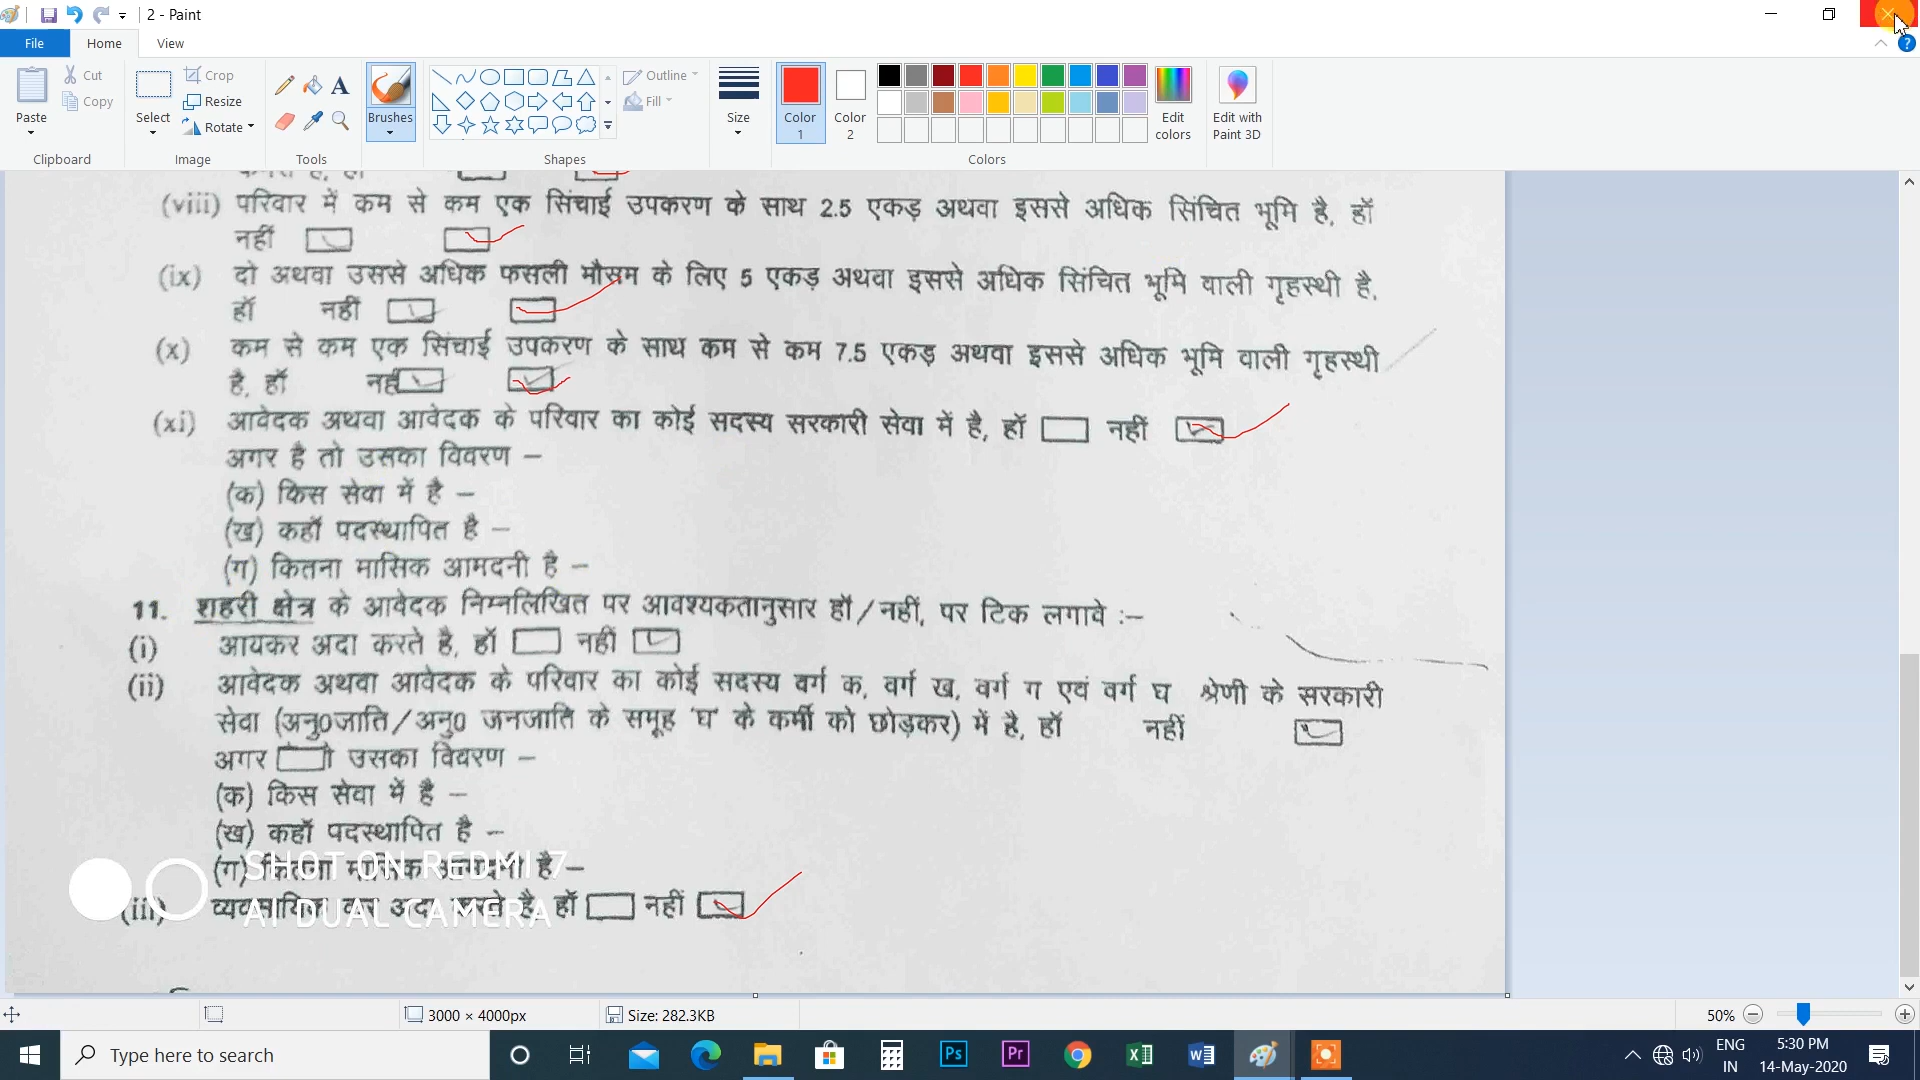 2 - Paint
File Home View
Paste Cut Copy Select Crop Resize Rotate Brushes Outline Fill Size Color 1 Color 2 Edit colors Edit with Paint 3D
Clipboard Image Tools Shapes Colors
(viii) परिवार में कम से कम एक सिंचाई उपकरण के साथ 2.5 एकड़ अथवा इससे अधिक सिंचित भूमि है, हॉ
नहीं
(ix) दो अथवा उससे अधिक फसली मौसम के लिए 5 एकड़ अथवा इससे अधिक सिंचित भूमि वाली गृहस्थी है,
हॉ नहीं
(x) कम से कम एक सिंचाई उपकरण के साथ कम से कम 7.5 एकड़ अथवा इससे अधिक भूमि वाली गृहस्थी
है, हॉ
(xi) आवेदक अथवा आवेदक के परिवार का कोई सदस्य सरकारी सेवा में है, हॉ नहीं
अगर है तो उसका विवरण –
(क) किस सेवा में है –
(ख) कहॉ पदस्थापित है –
(ग) कितना मासिक आमदनी है –
11. शहरी क्षेत्र के आवेदक निम्नलिखित पर आवश्यकतानुसार हॉ/नहीं, पर टिक लगावे :–
(i) आयकर अदा करते है, हॉ नहीं
(ii) आवेदक अथवा आवेदक के परिवार का कोई सदस्य वर्ग क, वर्ग ख, वर्ग ग एवं वर्ग घ श्रेणी के सरकारी
सेवा (अनु0जाति/अनु0 जनजाति के समूह 'घ' के कर्मी को छोड़कर) में है, हॉ नहीं
अगर उसका विवरण –
(क) किस सेवा में है –
(ख) कहॉ पदस्थापित है –
SHOT ON REDMI 7
(ग) है –
AI DUAL CAMERA
(iii) अदा हॉ नहीं
3000 × 4000px Size: 282.3KB 50%
Type here to search ENG 5:30 PM
IN 14-May-2020